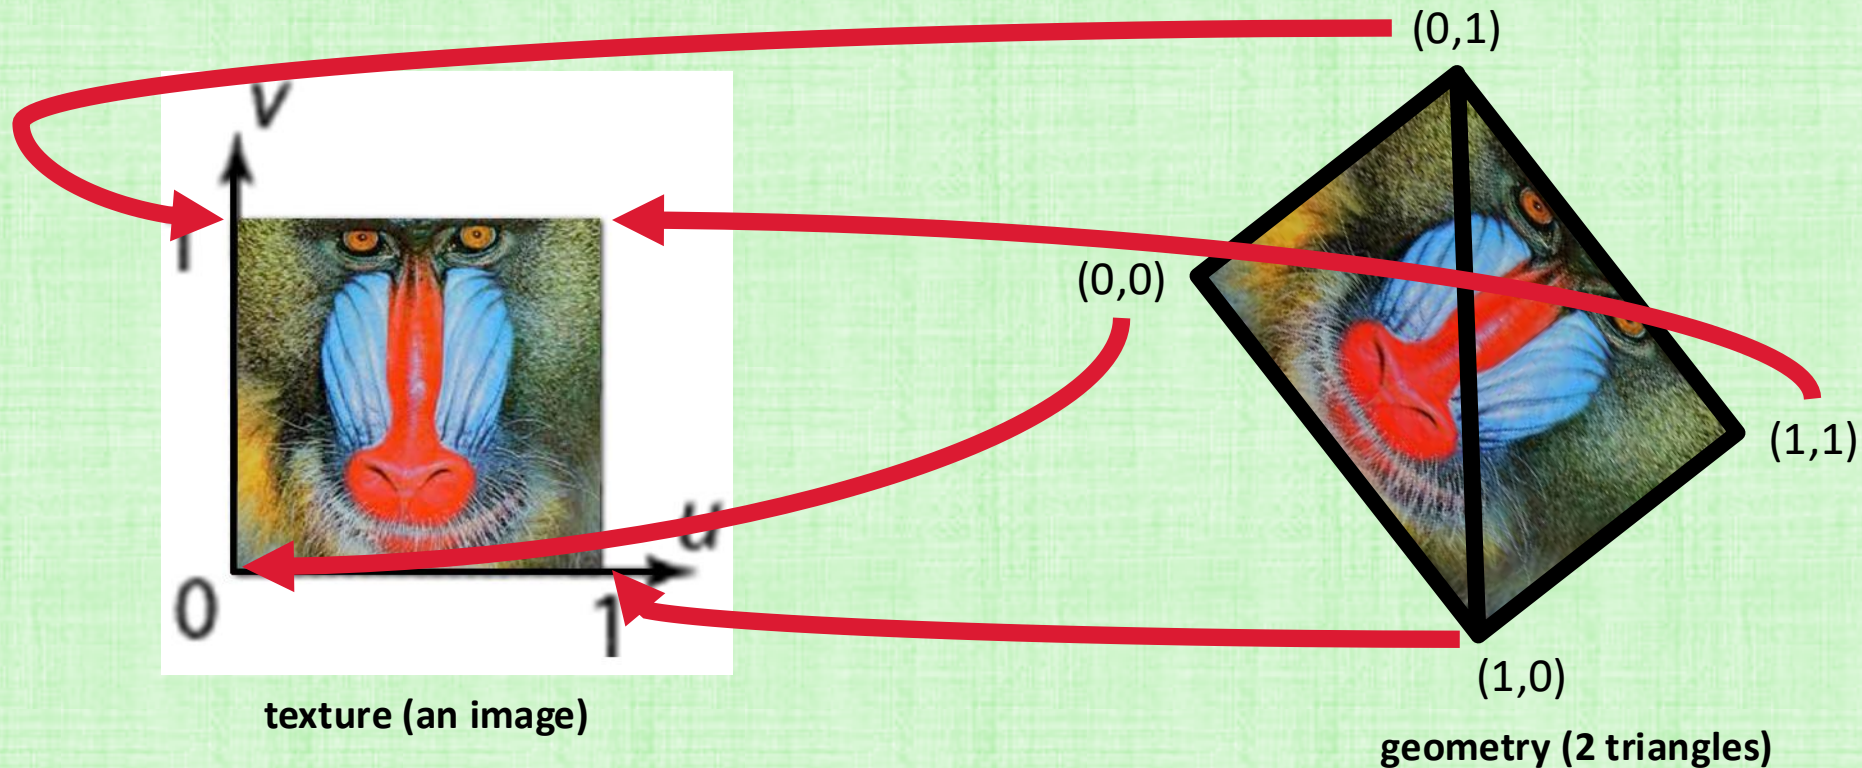 (0,1)
v
1
(0,0)
(1,1)
u
0
1
(1,0)
texture (an image)
geometry (2 triangles)